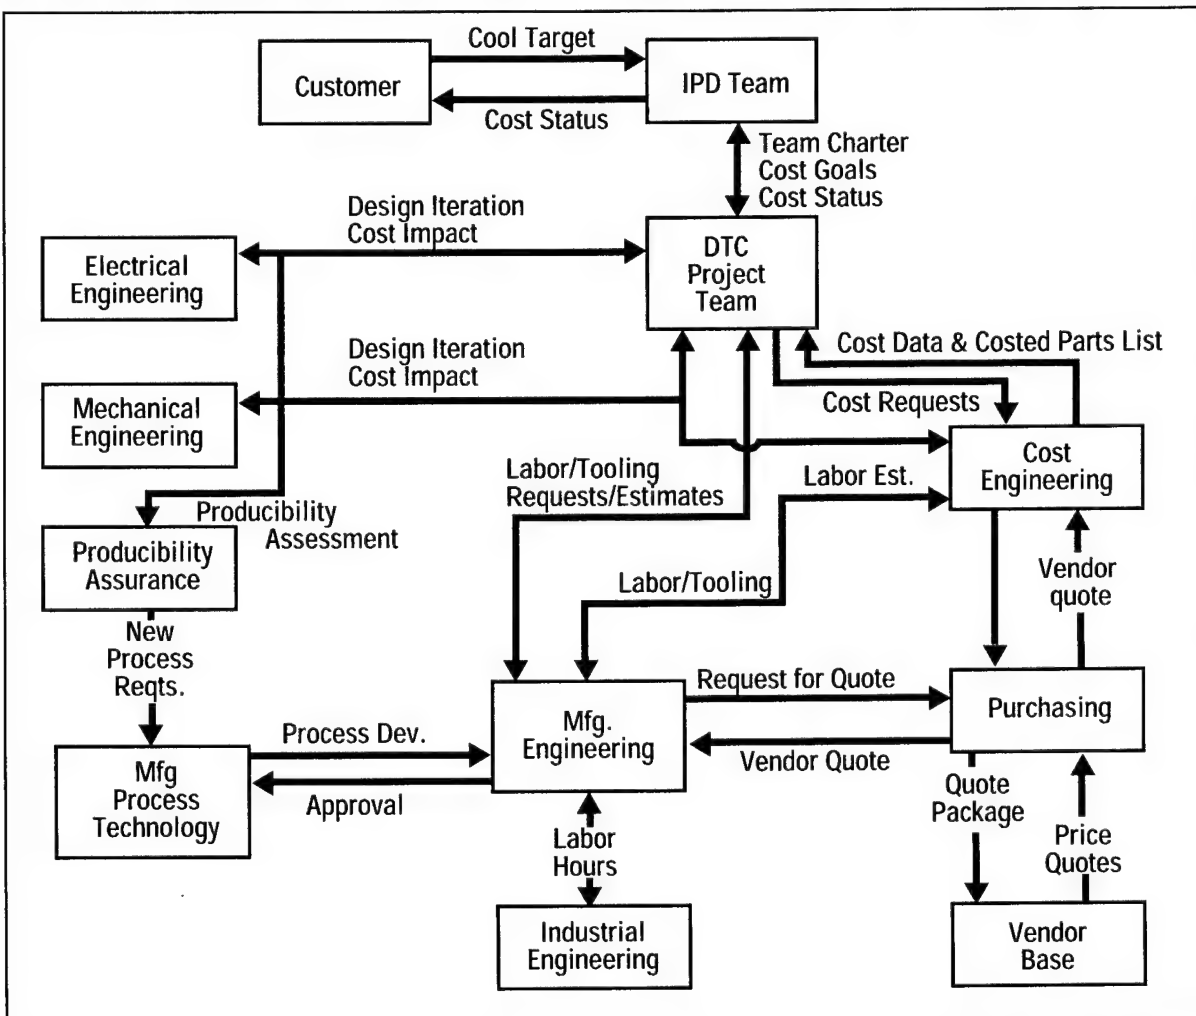 Cool Target
Customer
IPD Team
Cost Status
Team Charter
Cost Goals
Cost Status
Design Iteration
Cost Impact
Electrical
Engineering
DTC
Project
Team
Design Iteration
Cost Impact
Cost Data & Costed Parts List
Mechanical
Engineering
Cost Requests
Cost
Engineering
Labor/Tooling
Requests/Estimates
Labor Est.
Producibility
Assessment
Producibility
Assurance
Labor/Tooling
Vendor
quote
New
Process
Reqts.
Request for Quote
Purchasing
Mfg.
Engineering
Process Dev.
Vendor Quote
Mfg
Process
Technology
Approval
Quote
Package
Labor
Hours
Price
Quotes
Industrial
Engineering
Vendor
Base